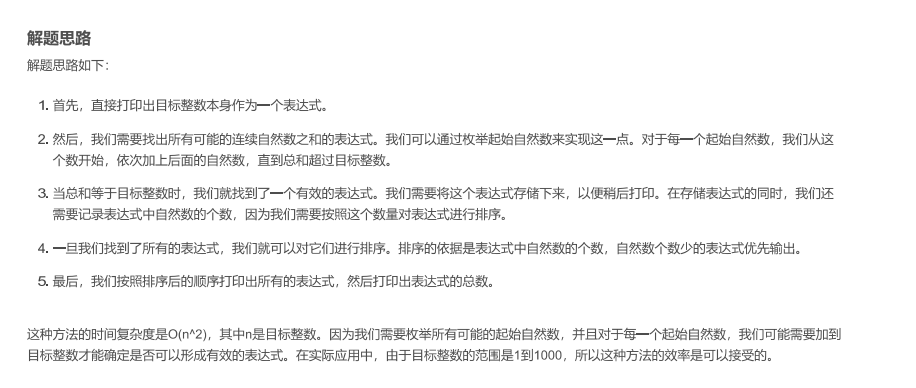 解题思路
解题思路如下：
1. 首先，直接打印出目标整数本身作为一个表达式。
2. 然后，我们需要找出所有可能的连续自然数之和的表达式。我们可以通过枚举起始自然数来实现这一点。对于每一个起始自然数，我们从这
个数开始，依次加上后面的自然数，直到总和超过目标整数。
3. 当总和等于目标整数时，我们就找到了一个有效的表达式。我们需要将这个表达式存储下来，以便稍后打印。在存储表达式的同时，我们还
需要记录表达式中自然数的个数，因为我们需要按照这个数量对表达式进行排序。
4. 一旦我们找到了所有的表达式，我们就可以对它们进行排序。排序的依据是表达式中自然数的个数，自然数个数少的表达式优先输出。
5. 最后，我们按照排序后的顺序打印出所有的表达式，然后打印出表达式的总数。
这种方法的时间复杂度是O(n^2)，其中n是目标整数。因为我们需要枚举所有可能的起始自然数，并且对于每一个起始自然数，我们可能需要加到
目标整数才能确定是否可以形成有效的表达式。在实际应用中，由于目标整数的范围是1到1000，所以这种方法的效率是可以接受的。